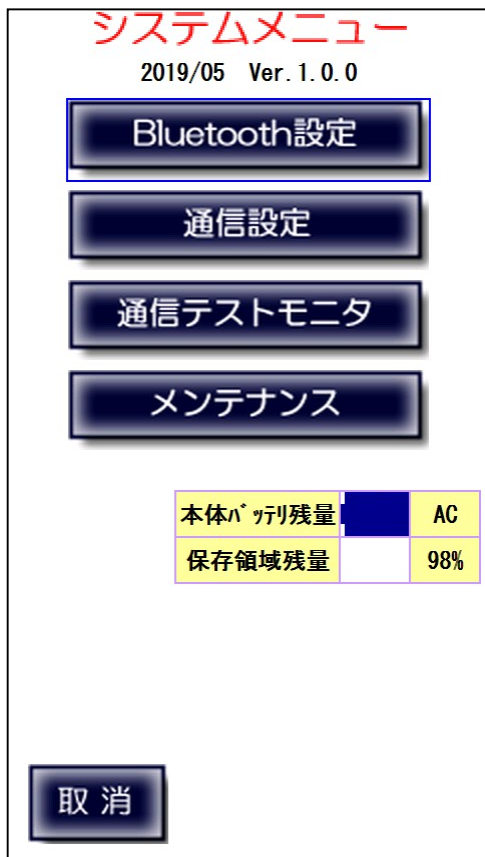 システムメニュー
2019/05 Ver.1.0.0
Bluetooth設定
通信設定
通信テストモニタ
メンテナンス
本体ﾊﾞｯﾃﾘ残量 AC
保存領域残量 98%
取 消